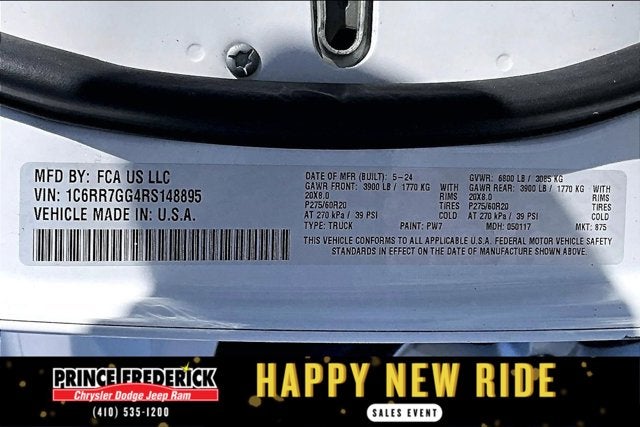 MFD BY: FCA US LLC
VIN: 1C6RR7GG4RS148895
VEHICLE MADE IN U.S.A.
DATE OF MFR (BUILT): 5-24 GVWR: 6800 LB / 3085 KG
GAWR FRONT: 3900 LB / 1770 KG GAWR REAR: 3900 LB / 1770 KG
20X8.0 20X8.0
P275/60R20 TIRES P275/60R20 TIRES
AT 270 kPa / 39 PSI COLD AT 270 kPa / 39 PSI COLD
TYPE: TRUCK PAINT: PW7 MDH: 050117 MKT: 875
THIS VEHICLE CONFORMS TO ALL APPLICABLE U.S.A. FEDERAL MOTOR VEHICLE SAFETY
STANDARDS IN EFFECT ON THE DATE OF MANUFACTURE SHOWN ABOVE.
PRINCE FREDERICK
Chrysler Dodge Jeep Ram
(410) 535-1200
HAPPY NEW RIDE
SALES EVENT